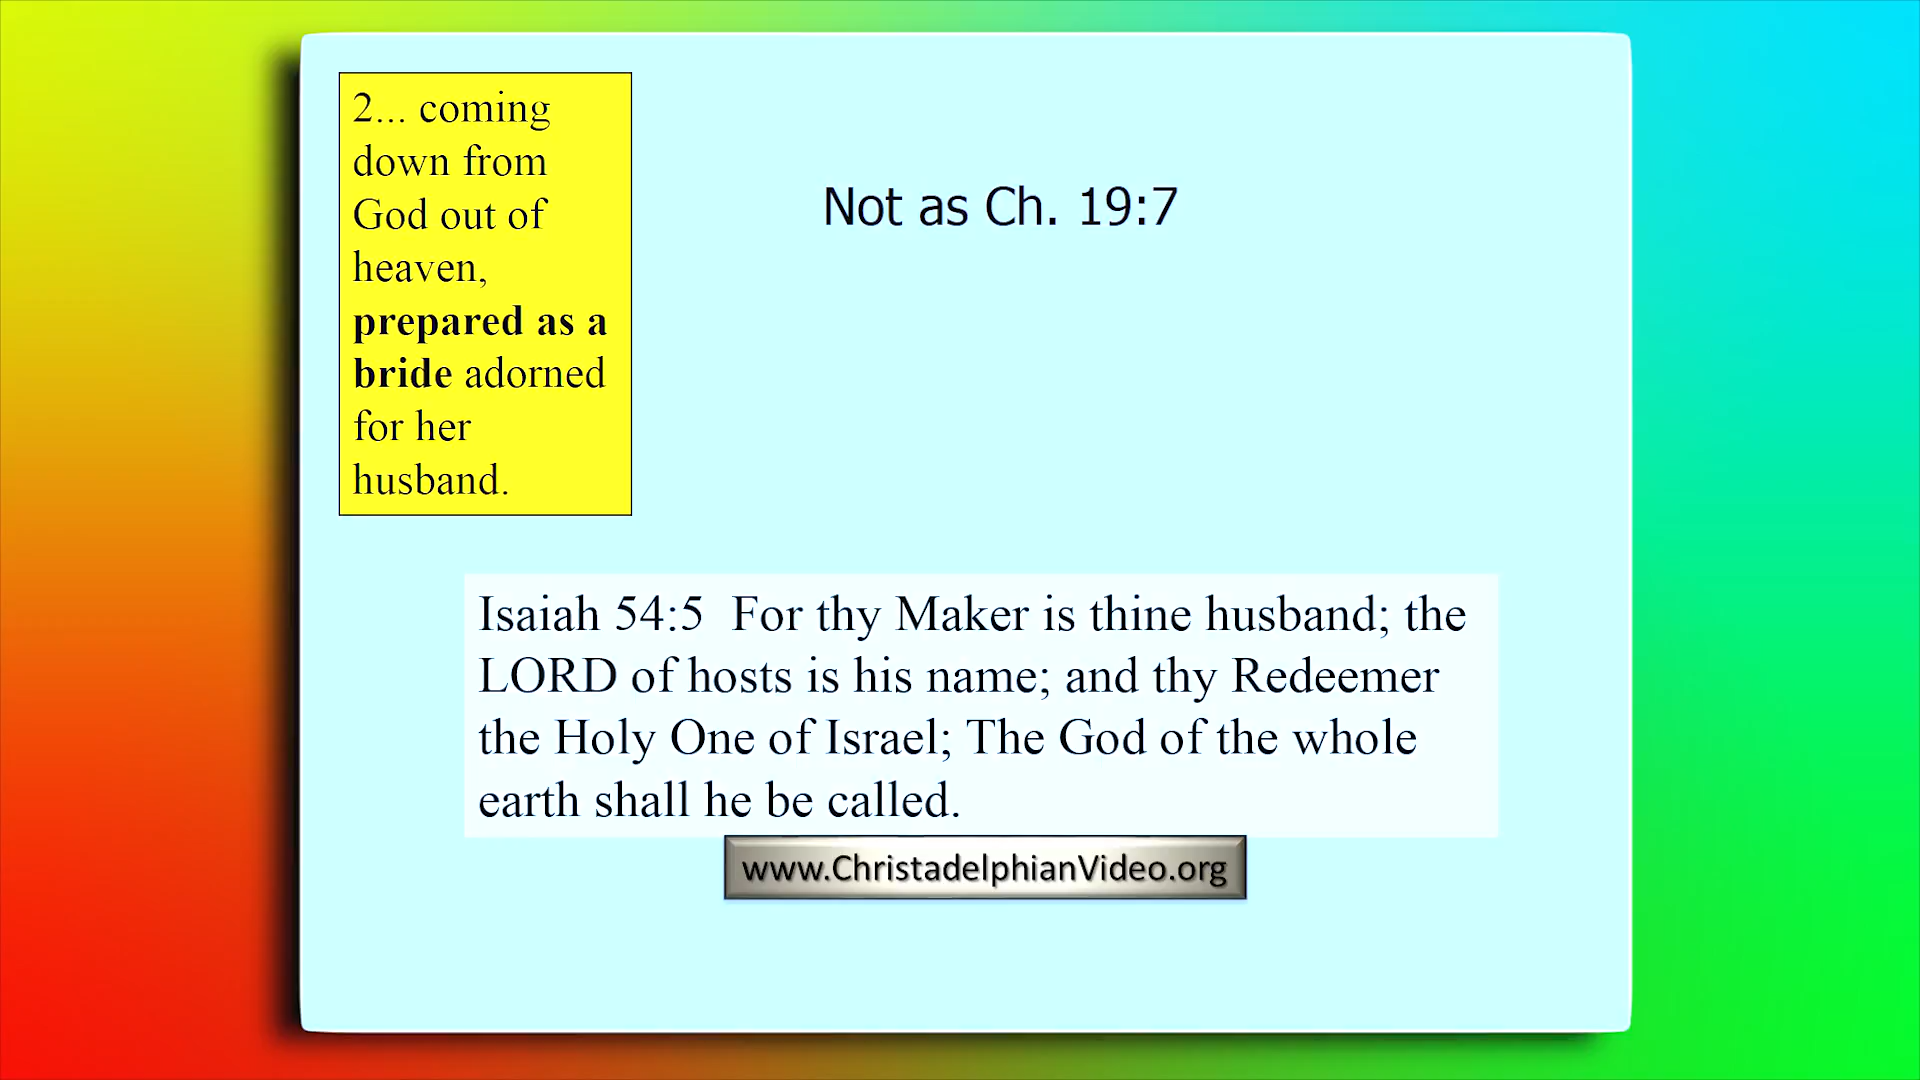 2... coming
down from
God out of
heaven,
prepared as a
bride adorned
for her
husband.
Not as Ch. 19:7
Isaiah 54:5  For thy Maker is thine husband; the
LORD of hosts is his name; and thy Redeemer
the Holy One of Israel; The God of the whole
earth shall he be called.
www.ChristadelphianVideo.org